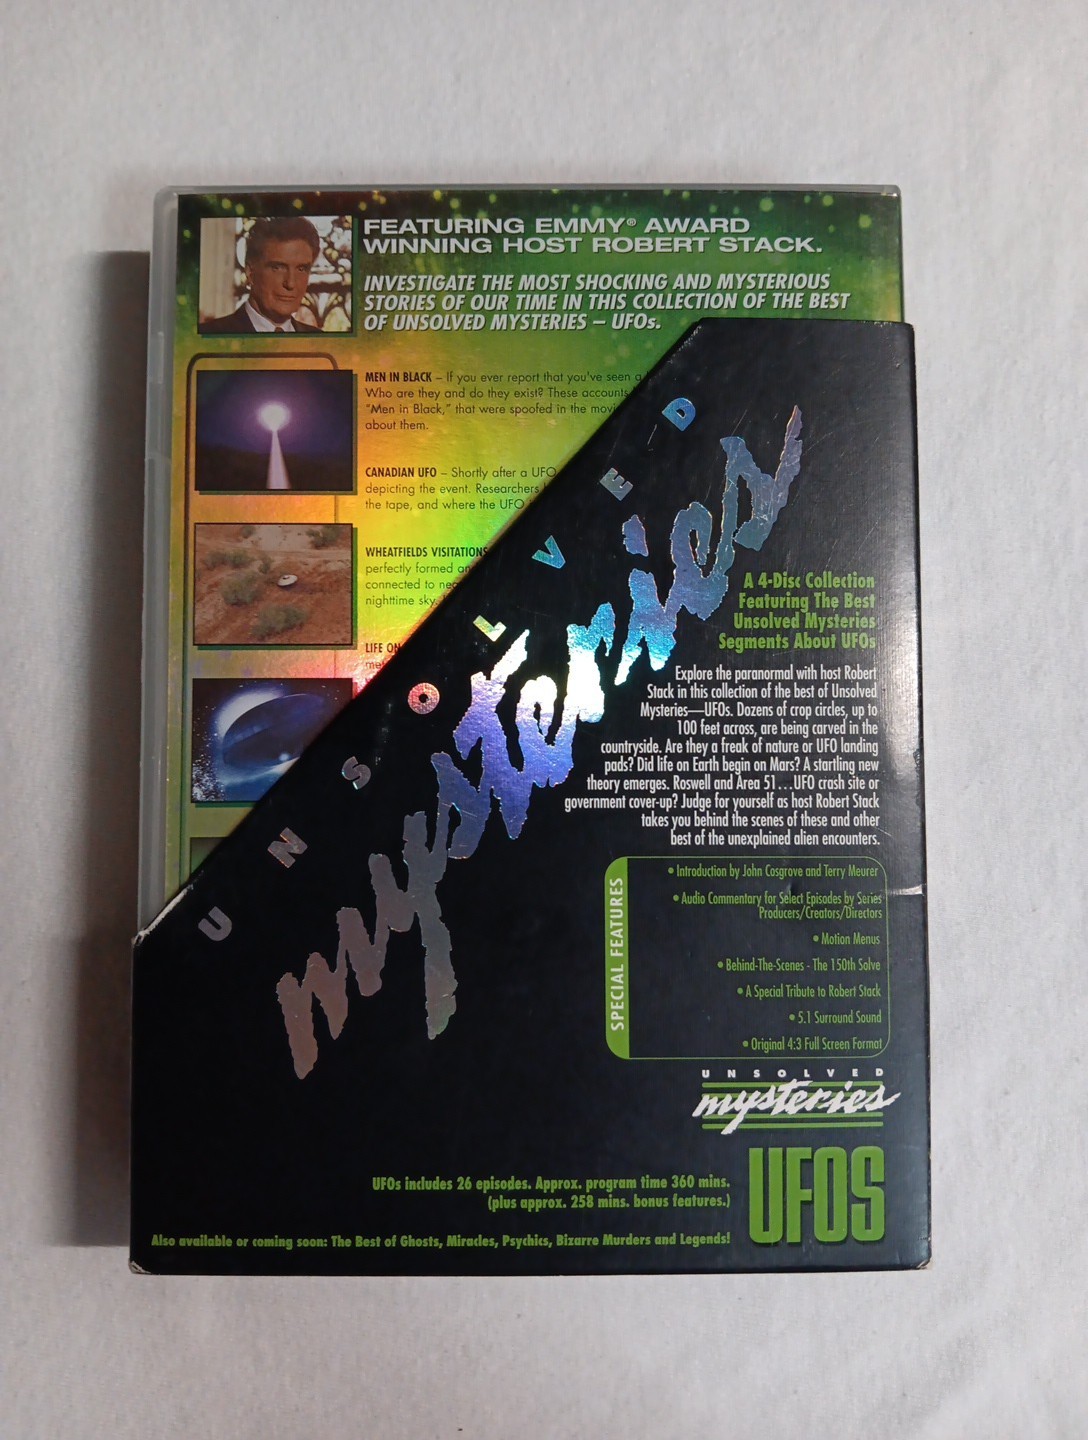 FEATURING EMMY® AWARD
WINNING HOST ROBERT STACK.
INVESTIGATE THE MOST SHOCKING AND MYSTERIOUS
STORIES OF OUR TIME IN THIS COLLECTION OF THE BEST
OF UNSOLVED MYSTERIES – UFOs.
MEN IN BLACK – If you ever report that you've seen a
Who are they and do they exist? These accounts
"Men in Black," that were spoofed in the
about them.
CANADIAN UFO – Shortly after a UFO
depicting the event. Researchers
the tape, and where the UFO
WHEATFIELDS VISITATIONS
perfectly formed
connected to
nighttime sky.
LIFE ON
UNSOLVED
mysteries
A 4-Disc Collection
Featuring The Best
Unsolved Mysteries
Segments About UFOs
Explore the paranormal with host Robert
Stack in this collection of the best of Unsolved
Mysteries—UFOs. Dozens of crop circles, up to
100 feet across, are being carved in the
countryside. Are they a freak of nature or UFO landing
pads? Did life on Earth begin on Mars? A startling new
theory emerges. Roswell and Area 51...UFO crash site or
government cover-up? Judge for yourself as host Robert Stack
takes you behind the scenes of these and other
best of the unexplained alien encounters.
SPECIAL FEATURES
• Introduction by John Cosgrove and Terry Meurer
• Audio Commentary for Select Episodes by Series
Producers/Creators/Directors
• Motion Menus
• Behind-The-Scenes - The 150th Solve
• A Special Tribute to Robert Stack
• 5.1 Surround Sound
• Original 4:3 Full Screen Format
UNSOLVED
mysteries
UFOS
UFOs includes 26 episodes. Approx. program time 360 mins.
(plus approx. 258 mins. bonus features.)
Also available or coming soon: The Best of Ghosts, Miracles, Psychics, Bizarre Murders and Legends!